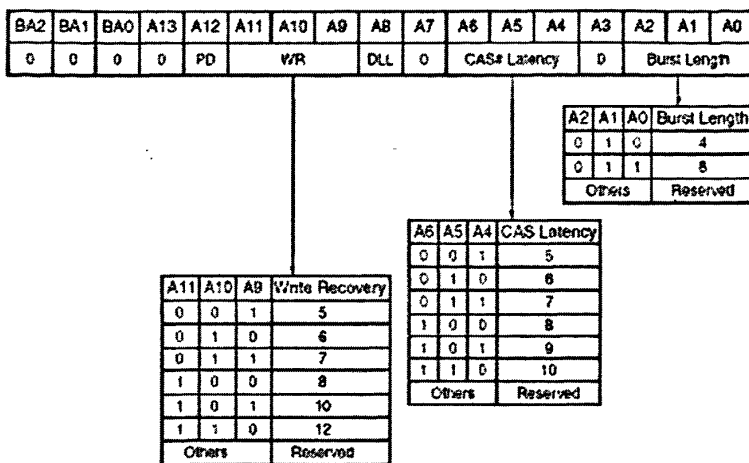 BA2 BA1 BA0 A13 A12 A11 A10 A9 A8 A7 A6 A5 A4 A3 A2 A1 A0
0 0 0 0 PD WR DLL 0 CAS# Latency 0 Burst Length
A2 A1 A0 Burst Length
0 1 0 4
0 1 1 8
Others Reserved
A6 A5 A4 CAS Latency
0 0 1 5
0 1 0 6
0 1 1 7
1 0 0 8
1 0 1 9
1 1 0 10
Others Reserved
A11 A10 A9 Write Recovery
0 0 1 5
0 1 0 6
0 1 1 7
1 0 0 8
1 0 1 10
1 1 0 12
Others Reserved